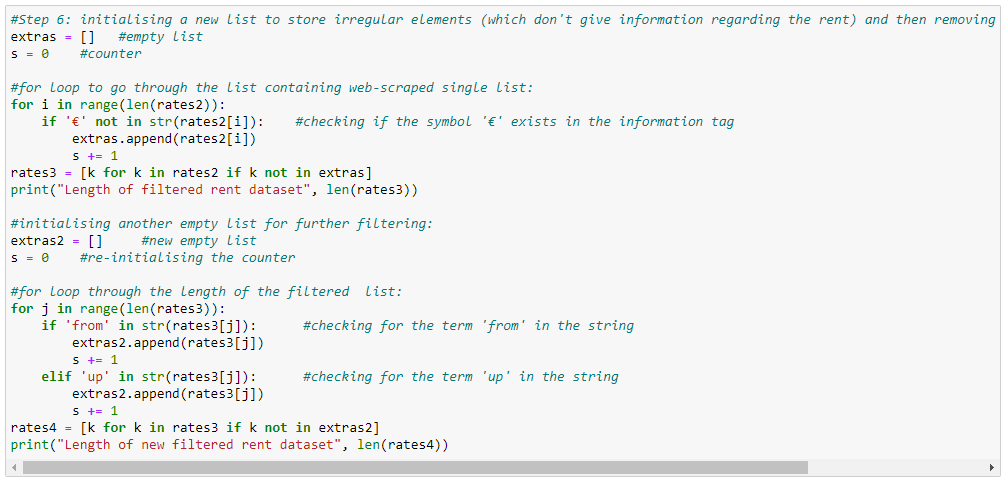 #Step 6: initialising a new list to store irregular elements (which don't give information regarding the rent) and then removing
extras = []   #empty list
s = 0    #counter
#for loop to go through the list containing web-scraped single list:
for i in range(len(rates2)):
    if '€' not in str(rates2[i]):    #checking if the symbol '€' exists in the information tag
        extras.append(rates2[i])
        s += 1
rates3 = [k for k in rates2 if k not in extras]
print("Length of filtered rent dataset", len(rates3))
#initialising another empty list for further filtering:
extras2 = []    #new empty list
s = 0    #re-initialising the counter
#for loop through the length of the filtered  list:
for j in range(len(rates3)):
    if 'from' in str(rates3[j]):      #checking for the term 'from' in the string
        extras2.append(rates3[j])
        s += 1
    elif 'up' in str(rates3[j]):      #checking for the term 'up' in the string
        extras2.append(rates3[j])
        s += 1
rates4 = [k for k in rates3 if k not in extras2]
print("Length of new filtered rent dataset", len(rates4))